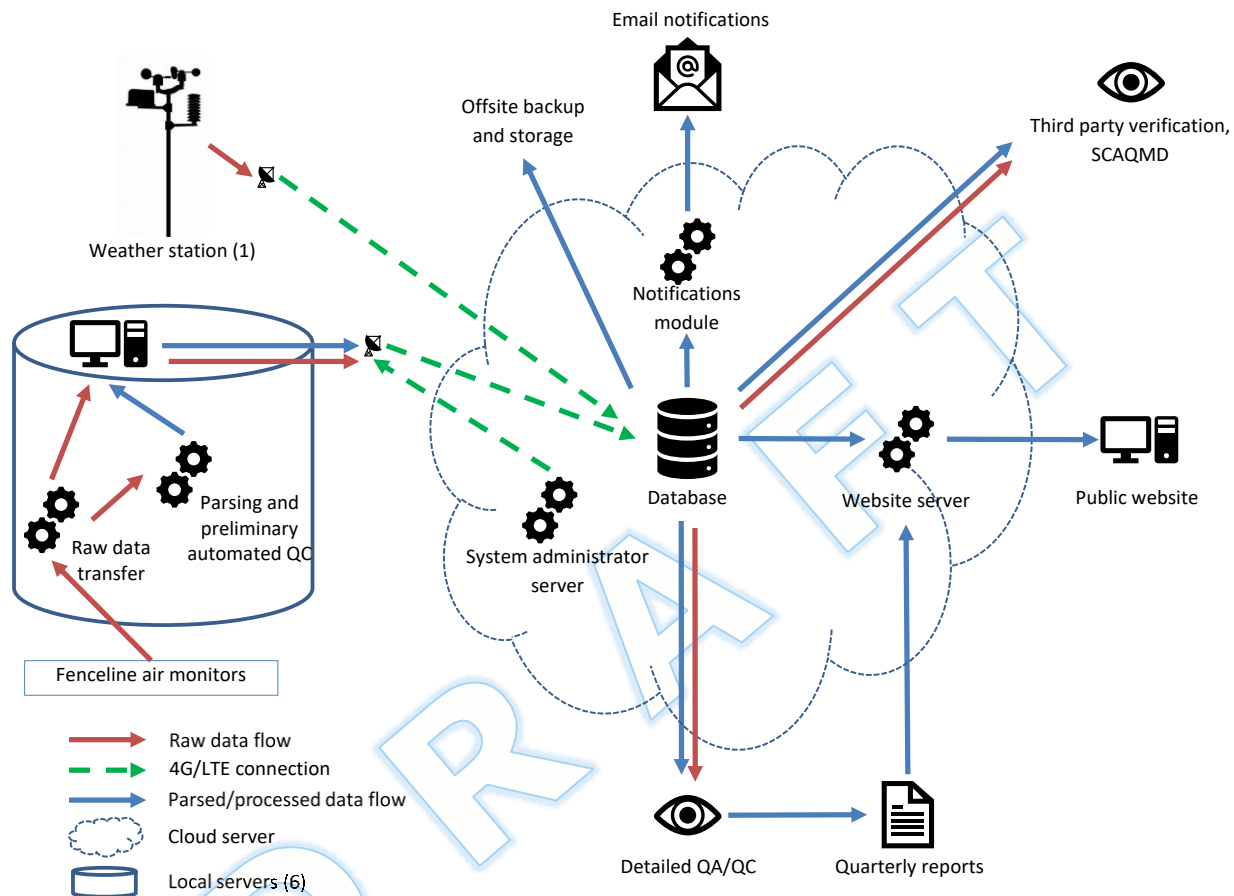 Email notifications
@
Offsite backup
and storage
Third party verification,
SCAQMD
Weather station (1)
Notifications
module
Parsing and
preliminary
automated QC
Raw data
transfer
Database
Website server
Public website
System administrator
server
Fenceline air monitors
Raw data flow
4G/LTE connection
Parsed/processed data flow
Cloud server
Local servers (6)
Detailed QA/QC
Quarterly reports
DRAFT